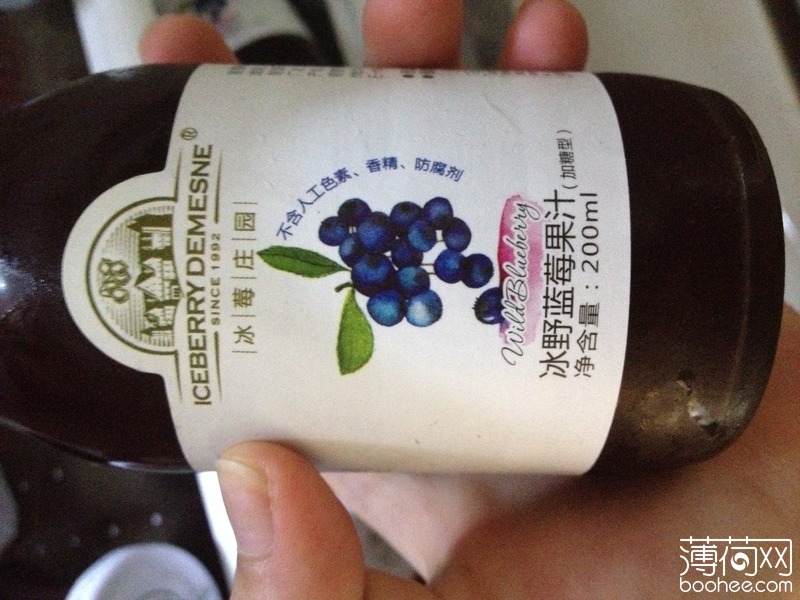 ICEBERRY DEMESNE®
SINCE 1992
冰莓庄园
不含人工色素、香精、防腐剂
Wild Blueberry
冰野蓝莓果汁(加糖型)
净含量:200ml
薄荷网
boohee.com